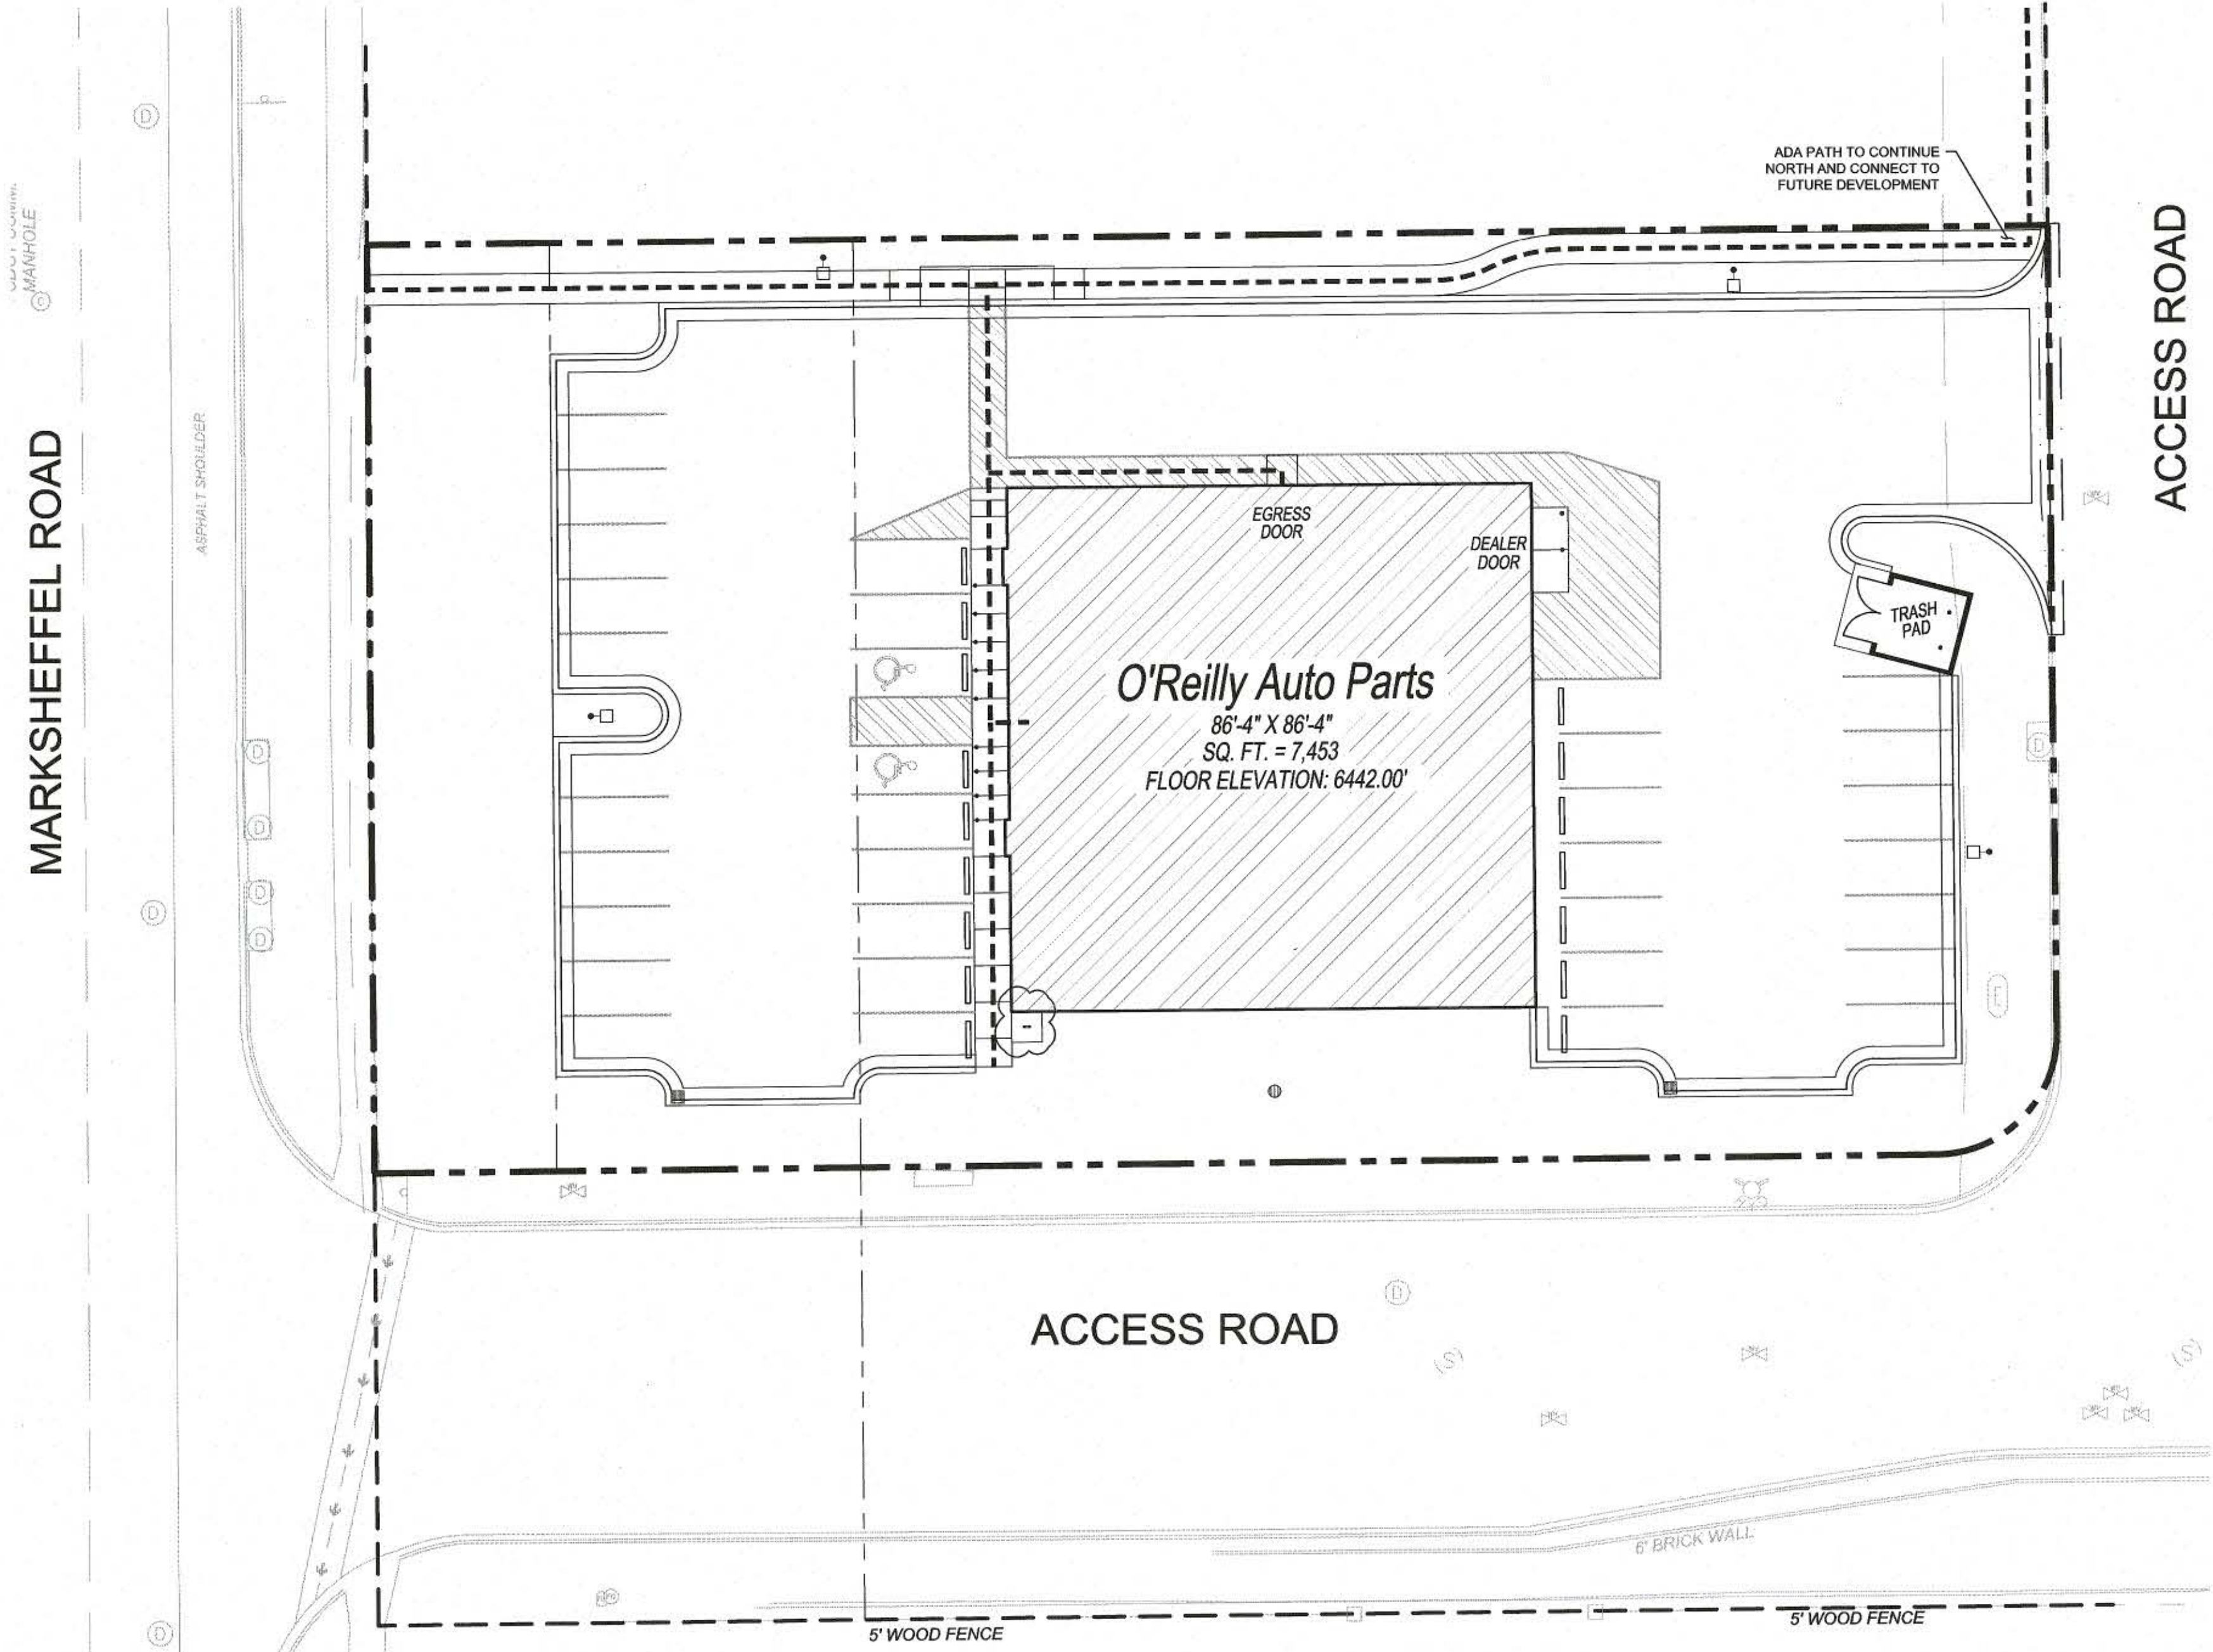 ADA PATH TO CONTINUE
NORTH AND CONNECT TO
FUTURE DEVELOPMENT
MANHOLE
C
D
ASPHALT SHOULDER
MARKSHEFFEL ROAD
ACCESS ROAD
EGRESS
DOOR
DEALER
DOOR
TRASH
PAD
O'Reilly Auto Parts
86'-4" X 86'-4"
SQ. FT. = 7,453
FLOOR ELEVATION: 6442.00'
D
D
D
D
D
D
E
ACCESS ROAD
D
(S)
(S)
6' BRICK WALL
5' WOOD FENCE
5' WOOD FENCE